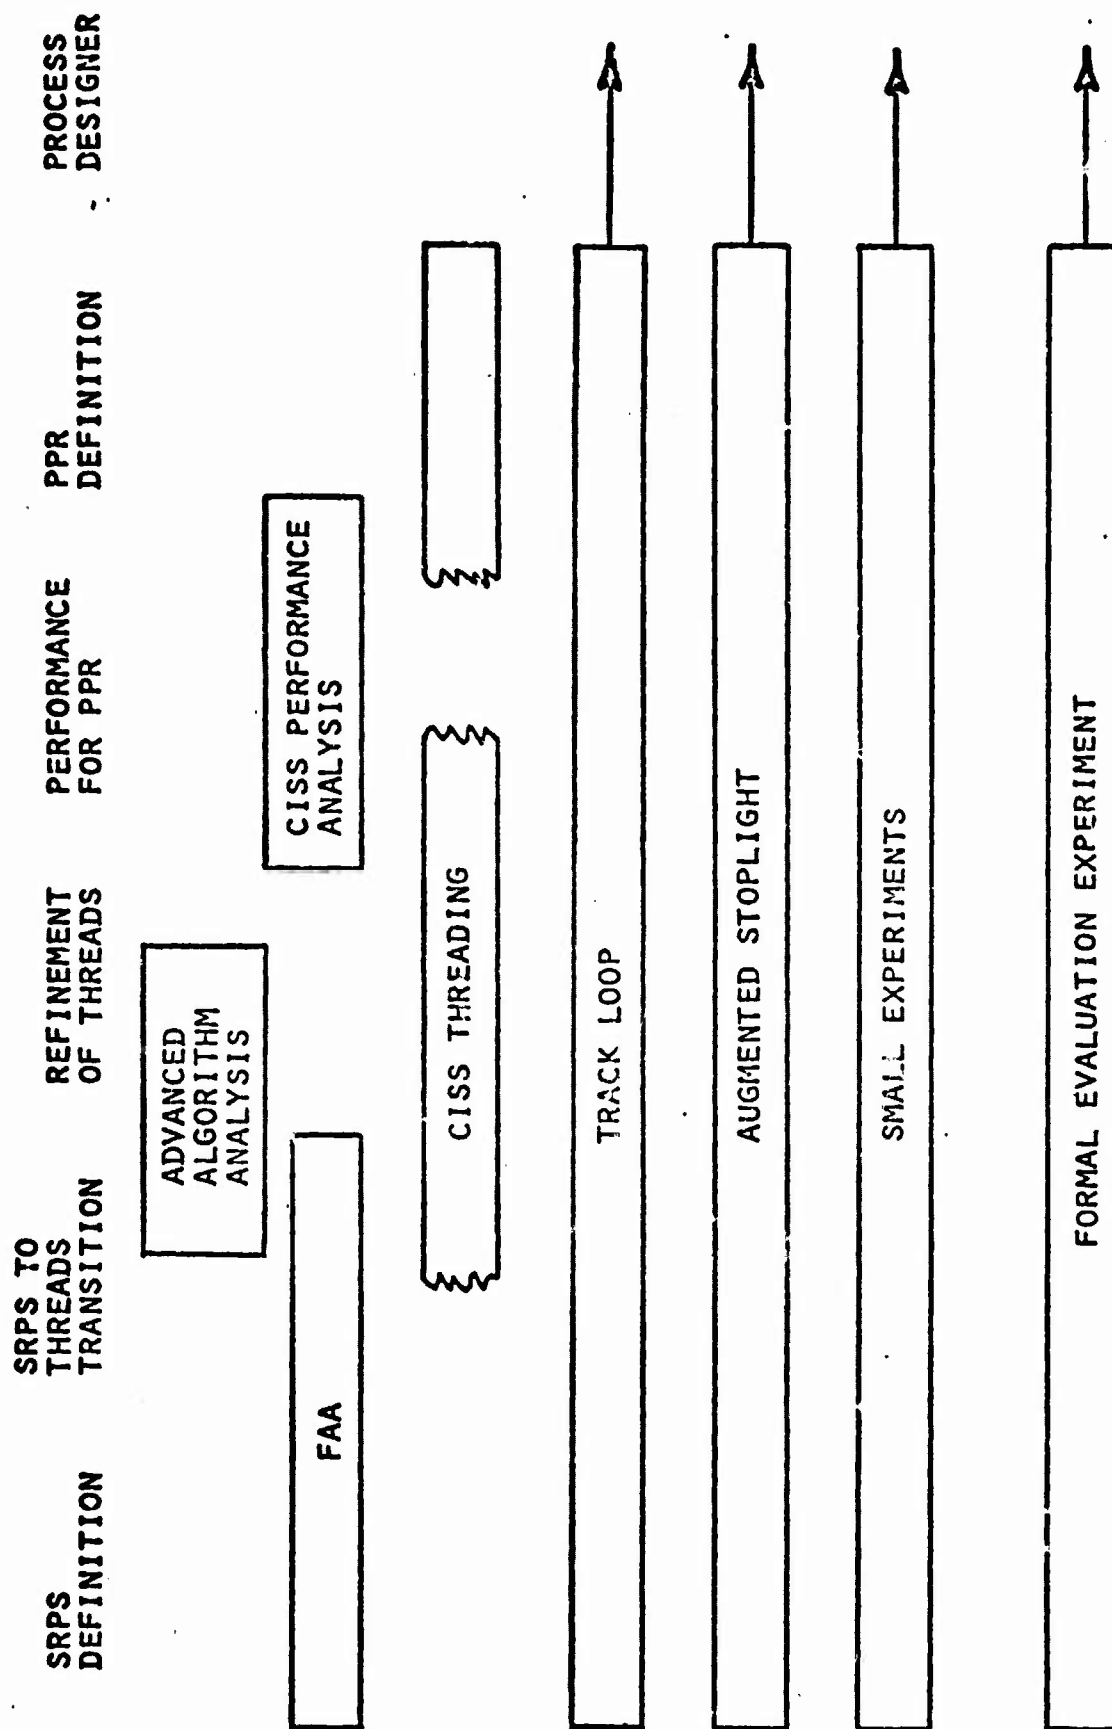 SRPS
DEFINITION
SRPS TO
THREADS
TRANSITION
REFINEMENT
OF THREADS
PERFORMANCE
FOR PPR
PPR
DEFINITION
PROCESS
DESIGNER
ADVANCED
ALGORITHM
ANALYSIS
FAA
CISS PERFORMANCE
ANALYSIS
CISS THREADING
TRACK LOOP
AUGMENTED STOPLIGHT
SMALL EXPERIMENTS
FORMAL EVALUATION EXPERIMENT